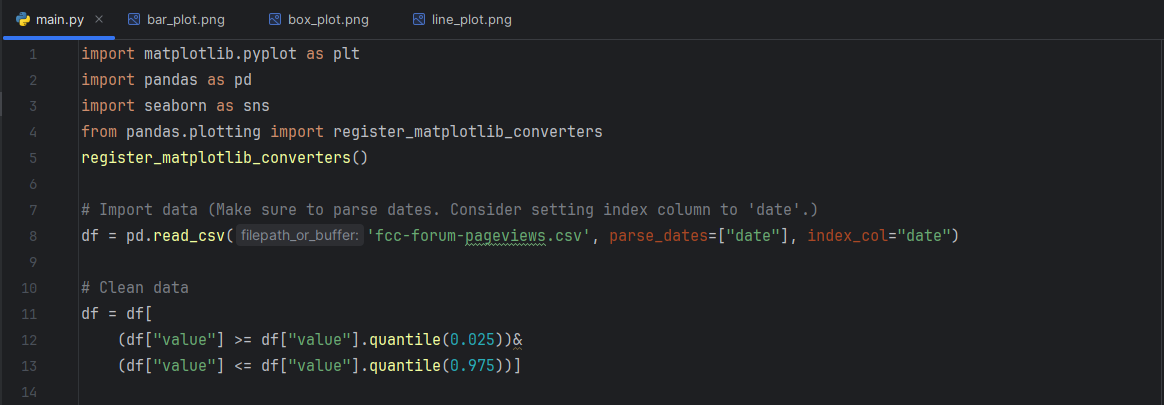 main.py × bar_plot.png box_plot.png line_plot.png
1 import matplotlib.pyplot as plt
2 import pandas as pd
3 import seaborn as sns
4 from pandas.plotting import register_matplotlib_converters
5 register_matplotlib_converters()
6
7 # Import data (Make sure to parse dates. Consider setting index column to 'date'.)
8 df = pd.read_csv( filepath_or_buffer: 'fcc-forum-pageviews.csv', parse_dates=["date"], index_col="date")
9
10 # Clean data
11 df = df[
12     (df["value"] >= df["value"].quantile(0.025))&
13     (df["value"] <= df["value"].quantile(0.975))]
14